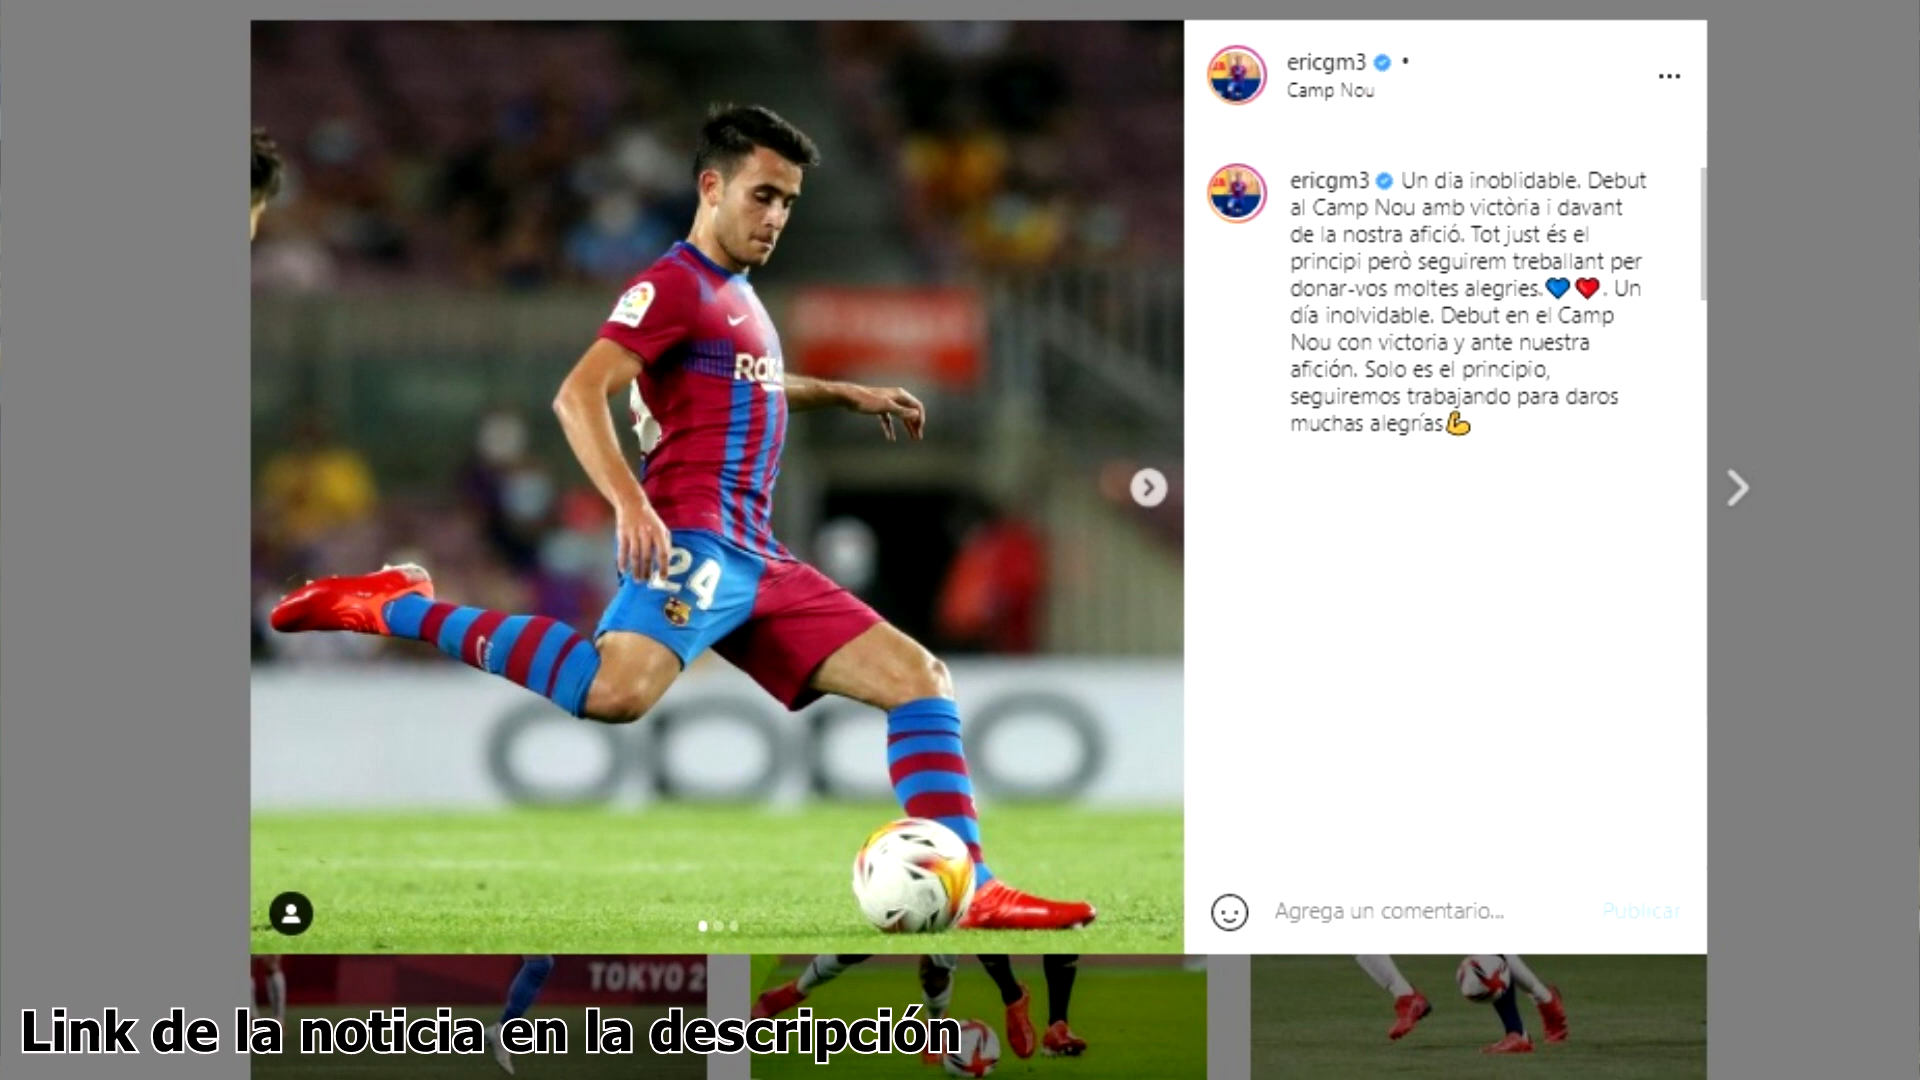 ericgm3 •
Camp Nou
ericgm3 Un dia inoblidable. Debut
al Camp Nou amb victòria i davant
de la nostra afició. Tot just és el
principi però seguirem treballant per
donar-vos moltes alegries.💙❤️. Un
día inolvidable. Debut en el Camp
Nou con victoria y ante nuestra
afición. Solo es el principio,
seguiremos trabajando para daros
muchas alegrías💪
24
oppo
Agrega un comentario...
Publicar
TOKYO 2
Link de la noticia en la descripción